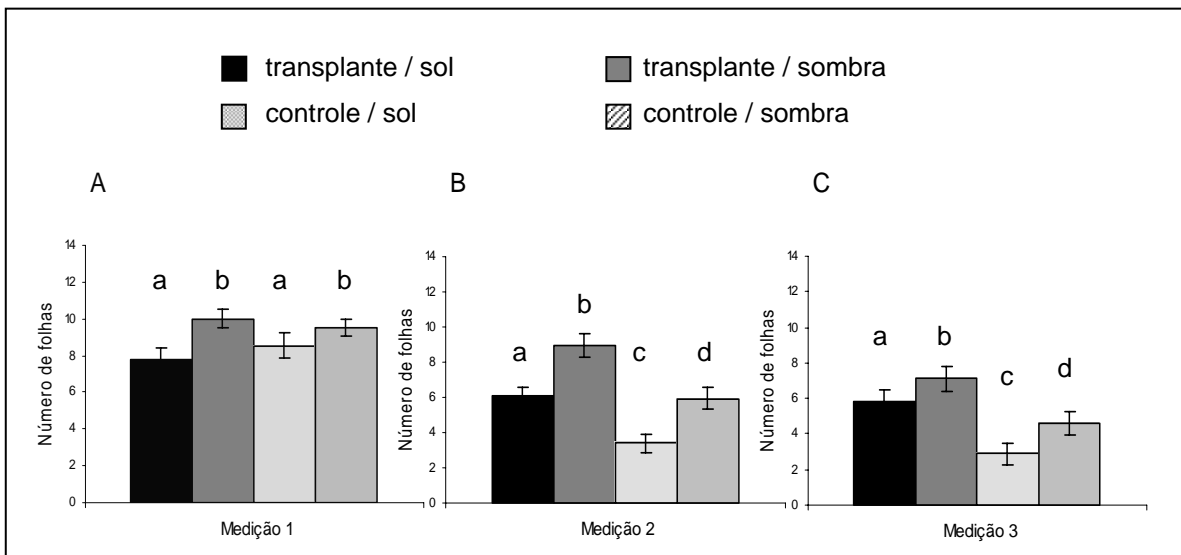 transplante / sol
transplante / sombra
controle / sol
controle / sombra
A
B
C
Número de folhas
14
12
10
8
6
4
2
0
a
b
a
b
Medição 1
Número de folhas
14
12
10
8
6
4
2
0
a
b
c
d
Medição 2
Número de folhas
14
12
10
8
6
4
2
0
a
b
c
d
Medição 3